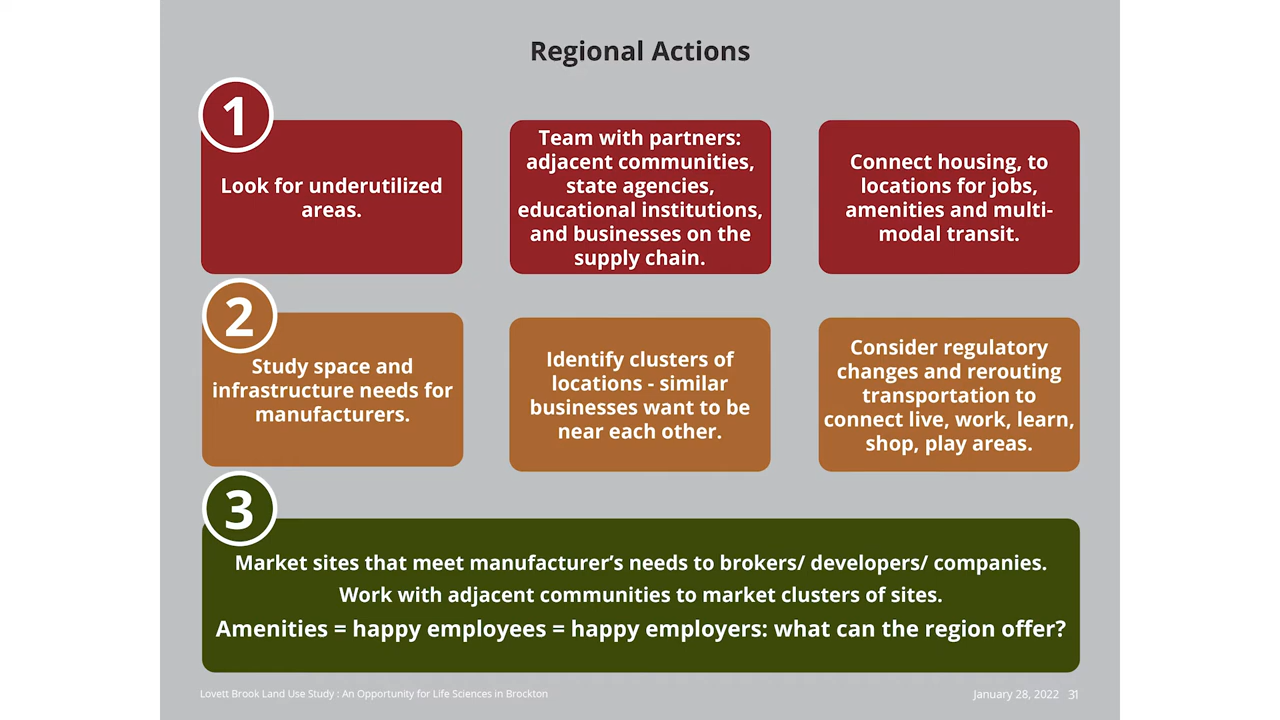 Regional Actions
1
Look for underutilized
areas.
Team with partners:
adjacent communities,
state agencies,
educational institutions,
and businesses on the
supply chain.
Connect housing, to
locations for jobs,
amenities and multi-
modal transit.
2
Study space and
infrastructure needs for
manufacturers.
Identify clusters of
locations - similar
businesses want to be
near each other.
Consider regulatory
changes and rerouting
transportation to
connect live, work, learn,
shop, play areas.
3
Market sites that meet manufacturer’s needs to brokers/ developers/ companies.
Work with adjacent communities to market clusters of sites.
Amenities = happy employees = happy employers: what can the region offer?
Lovett Brook Land Use Study : An Opportunity for Life Sciences in Brockton
January 28, 2022 31